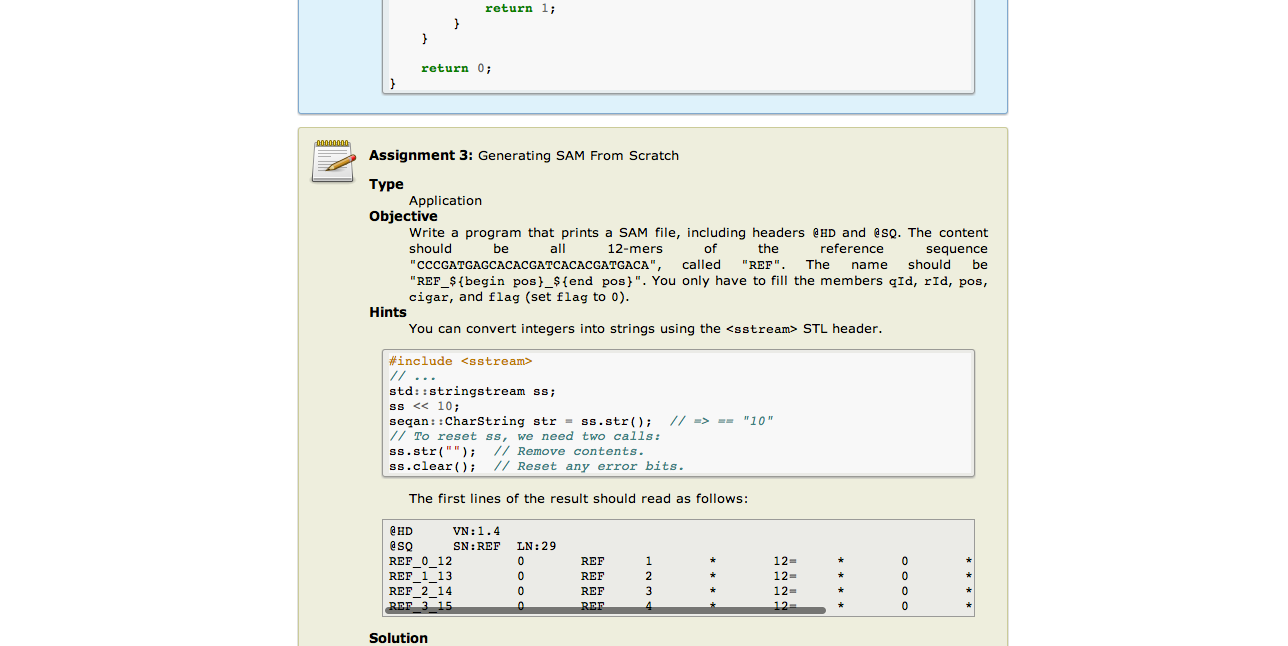 return 1;
}
}
return 0;
}
Assignment 3: Generating SAM From Scratch
Type
Application
Objective
Write a program that prints a SAM file, including headers @HD and @SQ. The content
should be all 12-mers of the reference sequence
"CCCGATGAGCACACGATCACACGATGACA", called "REF". The name should be
"REF_${begin pos}_${end pos}". You only have to fill the members qId, rId, pos,
cigar, and flag (set flag to 0).
Hints
You can convert integers into strings using the <sstream> STL header.
#include <sstream>
// ...
std::stringstream ss;
ss << 10;
seqan::CharString str = ss.str();  // => == "10"
// To reset ss, we need two calls:
ss.str("");  // Remove contents.
ss.clear();  // Reset any error bits.
The first lines of the result should read as follows:
@HD VN:1.4
@SQ SN:REF LN:29
REF_0_12 0 REF 1 * 12= * 0 *
REF_1_13 0 REF 2 * 12= * 0 *
REF_2_14 0 REF 3 * 12= * 0 *
REF_3_15 0 REF 4 * 12= * 0 *
Solution